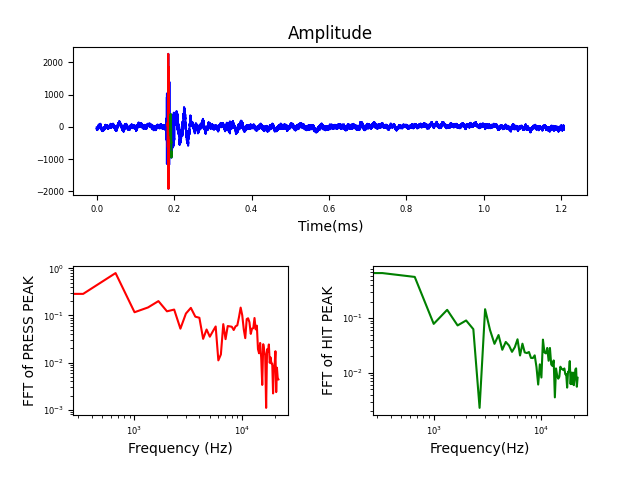 Amplitude
2000
1000
0
−1000
−2000
0.0 0.2 0.4 0.6 0.8 1.0 1.2
Time(ms)
FFT of PRESS PEAK
10⁰
10⁻¹
10⁻²
10⁻³
10³ 10⁴
Frequency (Hz)
FFT of HIT PEAK
10⁻¹
10⁻²
10³ 10⁴
Frequency(Hz)